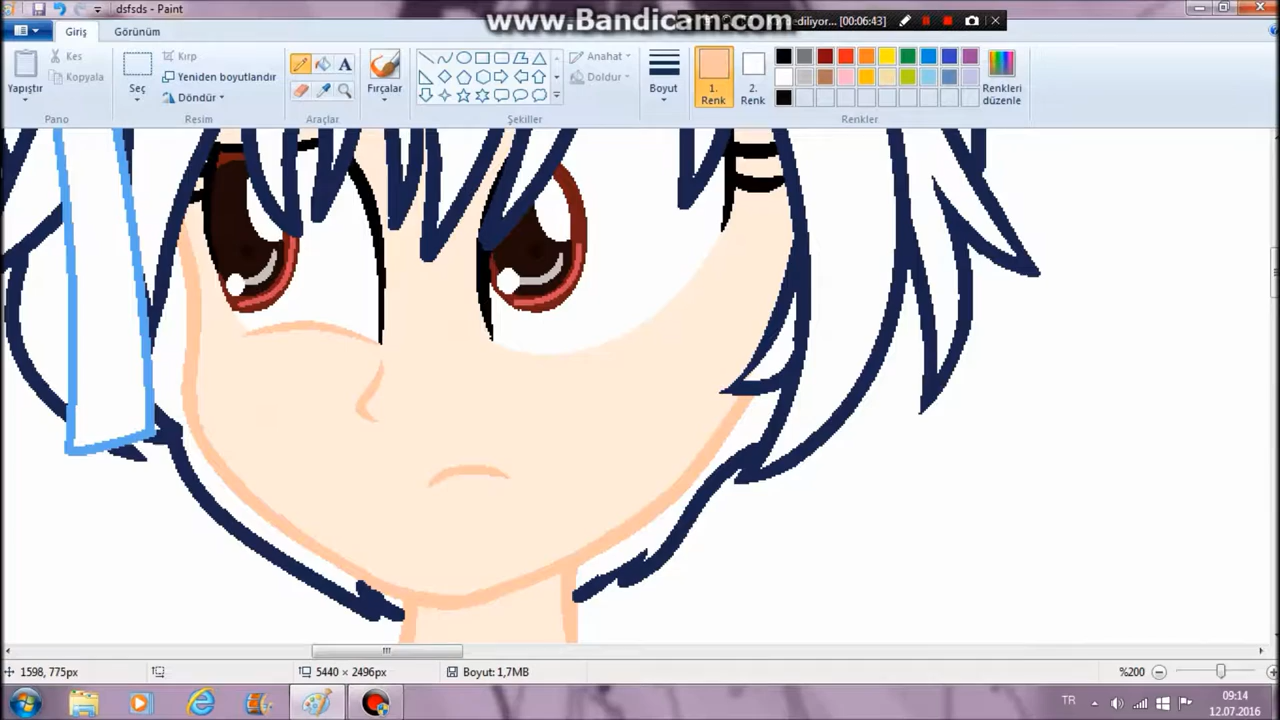 dsfsds - Paint
www.Bandicam.com
ediliyor... [00:06:43]
Giriş
Görünüm
Yapıştır
Kes
Kopyala
Pano
Seç
Kırp
Yeniden boyutlandır
Döndür
Resim
Araçlar
Fırçalar
Şekiller
Anahat
Doldur
Boyut
1.
Renk
2.
Renk
Renkler
Renkleri
düzenle
1598, 775px
5440 × 2496px
Boyut: 1,7MB
%200
TR
09:14
12.07.2016